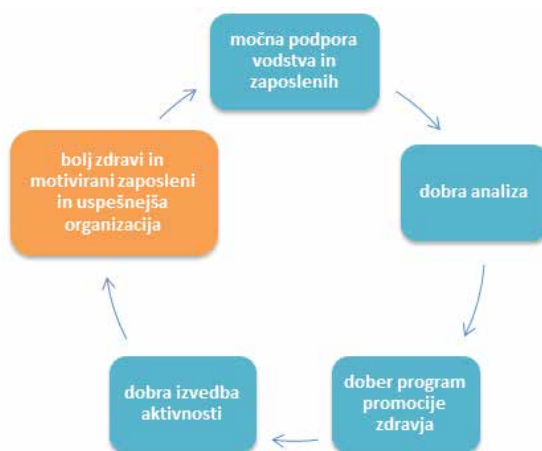 močna podpora
vodstva in
zaposlenih
dobra analiza
dober program
promocije
zdravja
dobra izvedba
aktivnosti
bolj zdravi in
motivirani zaposleni
in uspešnejša
organizacija